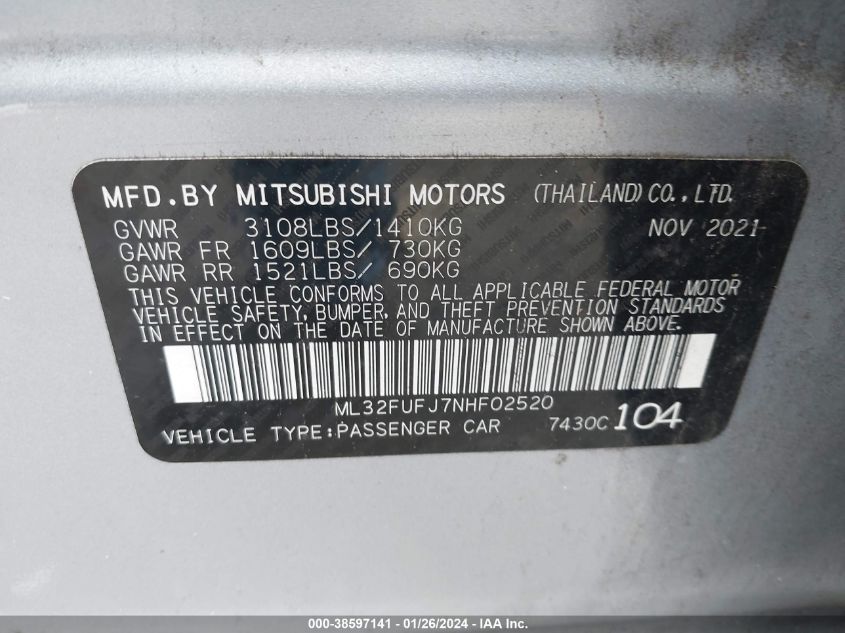 MFD.BY MITSUBISHI MOTORS (THAILAND) CO., LTD.
GVWR 3108LBS/1410KG NOV 2021
GAWR FR 1609LBS/ 730KG
GAWR RR 1521LBS/ 690KG
THIS VEHICLE CONFORMS TO ALL APPLICABLE FEDERAL MOTOR
VEHICLE SAFETY, BUMPER, AND THEFT PREVENTION STANDARDS
IN EFFECT ON THE DATE OF MANUFACTURE SHOWN ABOVE.
ML32FUFJ7NHF02520
VEHICLE TYPE:PASSENGER CAR 7430C 104
000-38597141 - 01/26/2024 - IAA Inc.